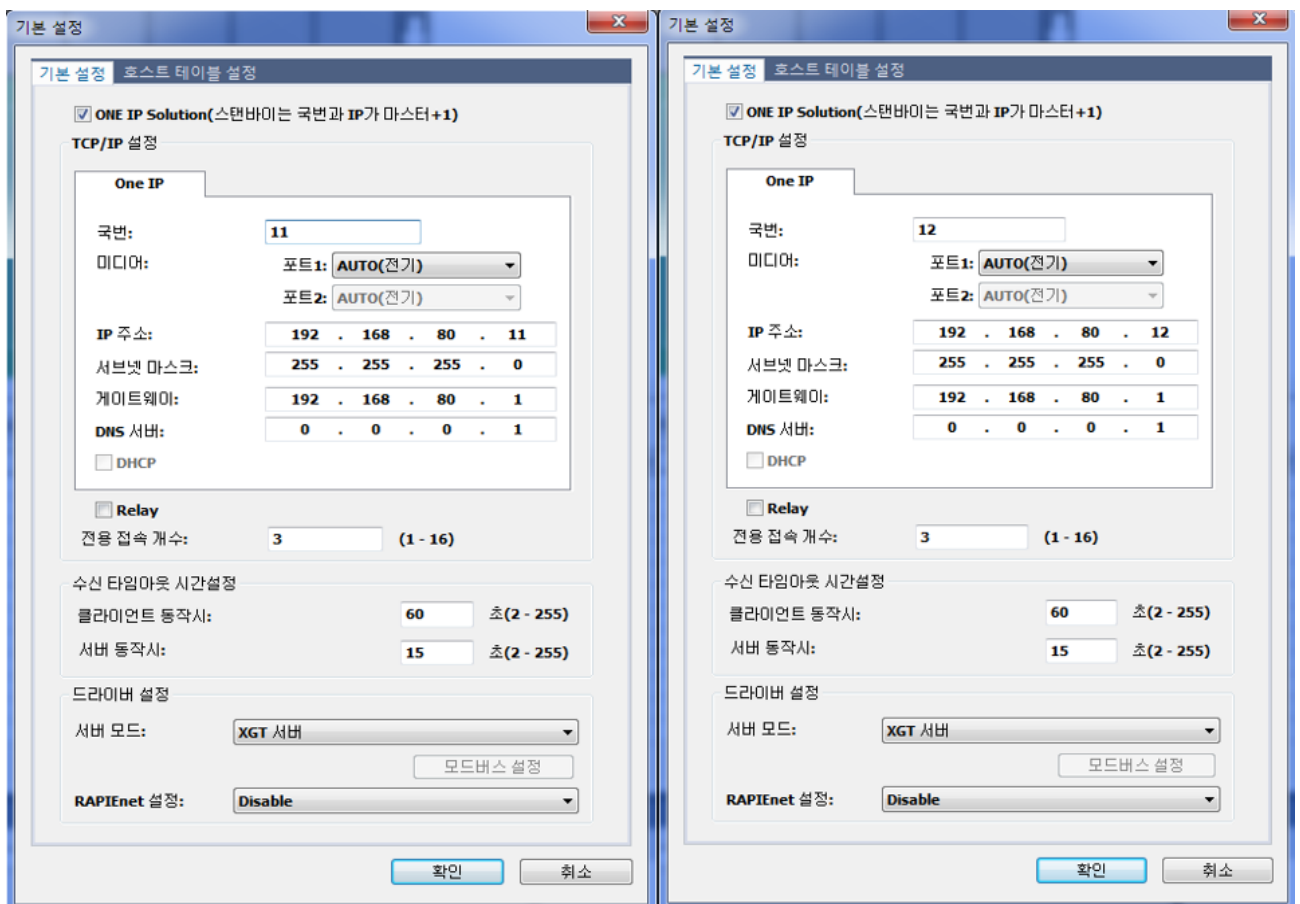 기본 설정
기본 설정 호스트 테이블 설정
ONE IP Solution(스탠바이는 국번과 IP가 마스터+1)
TCP/IP 설정
One IP
국번: 11
미디어: 포트1: AUTO(전기)
포트2: AUTO(전기)
IP 주소: 192 . 168 . 80 . 11
서브넷 마스크: 255 . 255 . 255 . 0
게이트웨이: 192 . 168 . 80 . 1
DNS 서버: 0 . 0 . 0 . 1
DHCP
Relay
전용 접속 개수: 3 (1 - 16)
수신 타임아웃 시간설정
클라이언트 동작시: 60 초(2 - 255)
서버 동작시: 15 초(2 - 255)
드라이버 설정
서버 모드: XGT 서버
모드버스 설정
RAPIEnet 설정: Disable
확인 취소
기본 설정
기본 설정 호스트 테이블 설정
ONE IP Solution(스탠바이는 국번과 IP가 마스터+1)
TCP/IP 설정
One IP
국번: 12
미디어: 포트1: AUTO(전기)
포트2: AUTO(전기)
IP 주소: 192 . 168 . 80 . 12
서브넷 마스크: 255 . 255 . 255 . 0
게이트웨이: 192 . 168 . 80 . 1
DNS 서버: 0 . 0 . 0 . 1
DHCP
Relay
전용 접속 개수: 3 (1 - 16)
수신 타임아웃 시간설정
클라이언트 동작시: 60 초(2 - 255)
서버 동작시: 15 초(2 - 255)
드라이버 설정
서버 모드: XGT 서버
모드버스 설정
RAPIEnet 설정: Disable
확인 취소